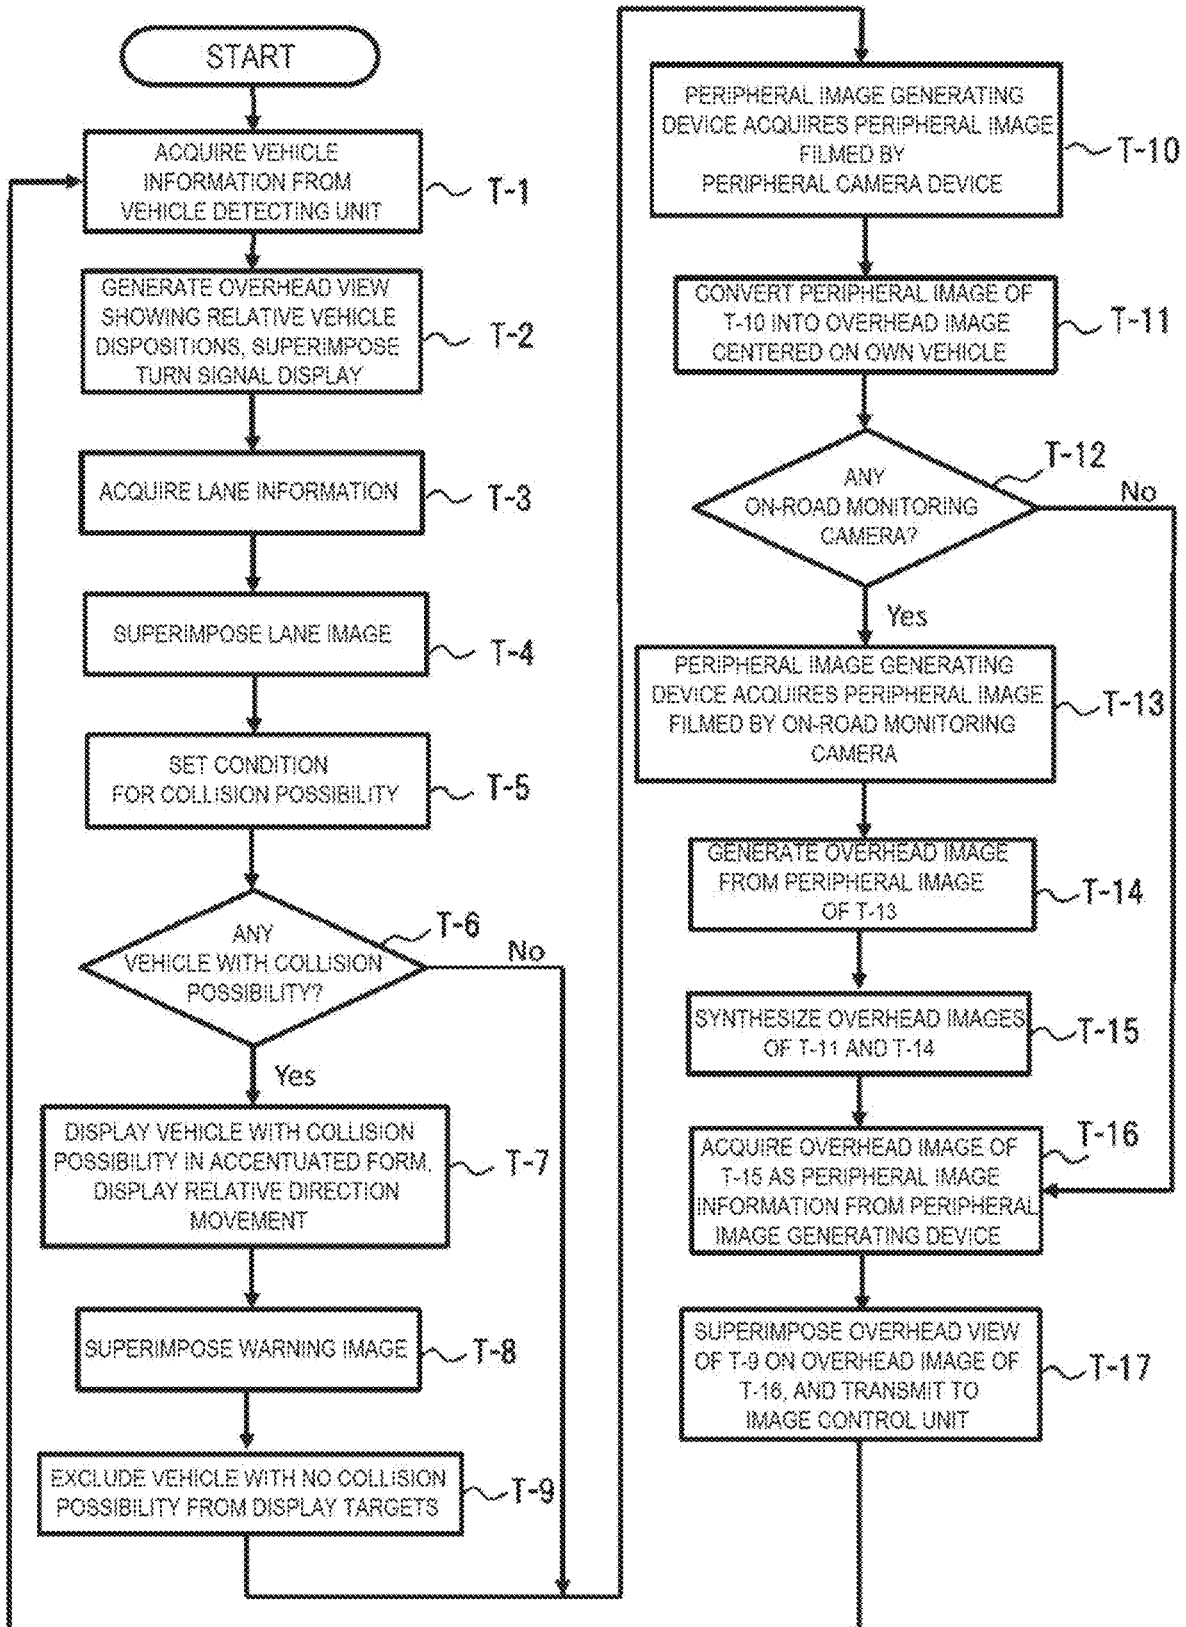 START
ACQUIRE VEHICLE
INFORMATION FROM
VEHICLE DETECTING UNIT
T-1
GENERATE OVERHEAD VIEW
SHOWING RELATIVE VEHICLE
DISPOSITIONS, SUPERIMPOSE
TURN SIGNAL DISPLAY
T-2
ACQUIRE LANE INFORMATION
T-3
SUPERIMPOSE LANE IMAGE
T-4
SET CONDITION
FOR COLLISION POSSIBILITY
T-5
ANY
VEHICLE WITH COLLISION
POSSIBILITY?
T-6
No
Yes
DISPLAY VEHICLE WITH COLLISION
POSSIBILITY IN ACCENTUATED FORM,
DISPLAY RELATIVE DIRECTION
MOVEMENT
T-7
SUPERIMPOSE WARNING IMAGE
T-8
EXCLUDE VEHICLE WITH NO COLLISION
POSSIBILITY FROM DISPLAY TARGETS
T-9
PERIPHERAL IMAGE GENERATING
DEVICE ACQUIRES PERIPHERAL IMAGE
FILMED BY
PERIPHERAL CAMERA DEVICE
T-10
CONVERT PERIPHERAL IMAGE OF
T-10 INTO OVERHEAD IMAGE
CENTERED ON OWN VEHICLE
T-11
ANY
ON-ROAD MONITORING
CAMERA?
T-12
No
Yes
PERIPHERAL IMAGE GENERATING
DEVICE ACQUIRES PERIPHERAL IMAGE
FILMED BY ON-ROAD MONITORING
CAMERA
T-13
GENERATE OVERHEAD IMAGE
FROM PERIPHERAL IMAGE
OF T-13
T-14
SYNTHESIZE OVERHEAD IMAGES
OF T-11 AND T-14
T-15
ACQUIRE OVERHEAD IMAGE OF
T-15 AS PERIPHERAL IMAGE
INFORMATION FROM PERIPHERAL
IMAGE GENERATING DEVICE
T-16
SUPERIMPOSE OVERHEAD VIEW
OF T-9 ON OVERHEAD IMAGE OF
T-16, AND TRANSMIT TO
IMAGE CONTROL UNIT
T-17